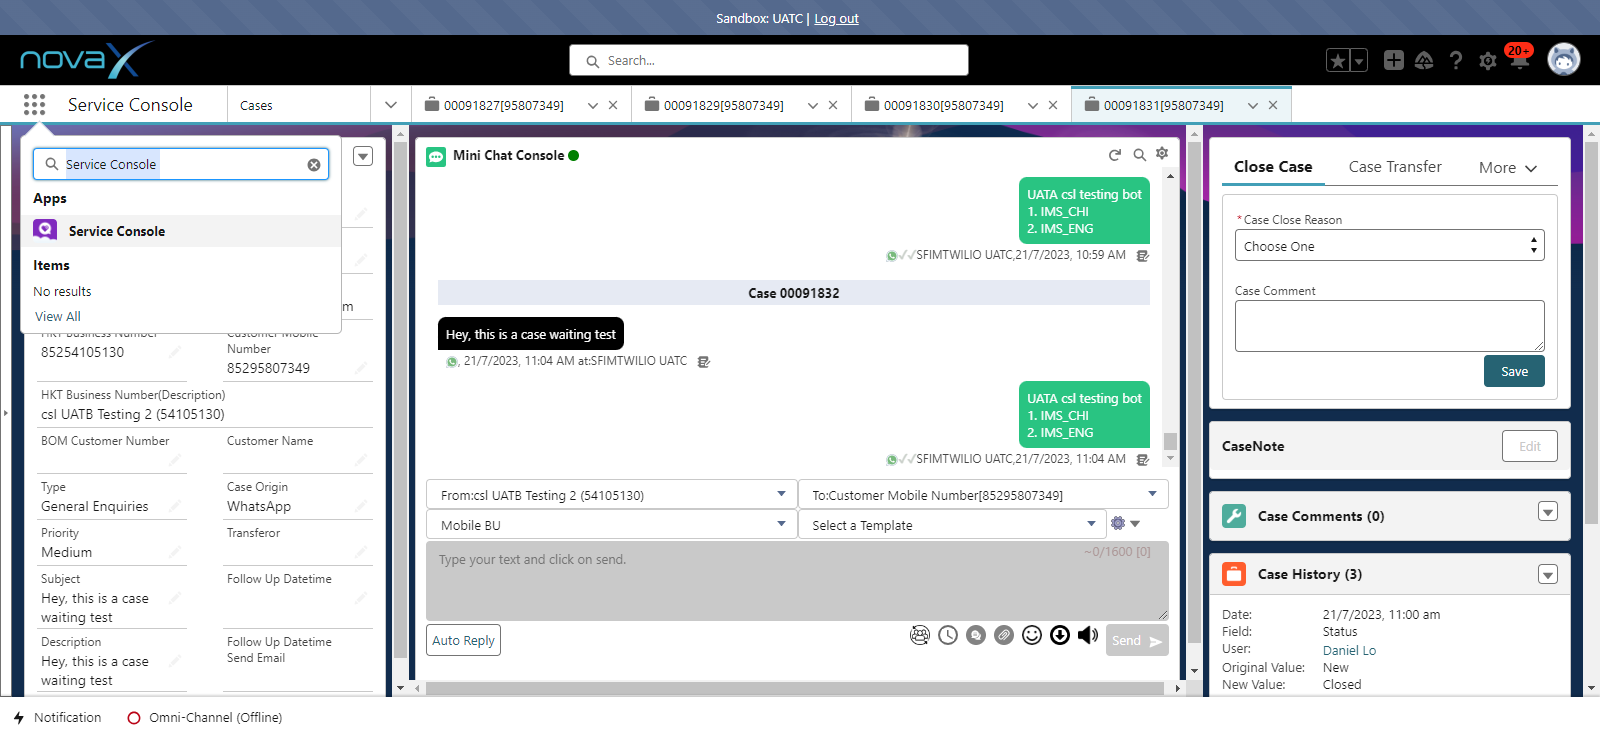 Sandbox: UATC | Log out
novaX
Search...
20+
Service Console
Cases
00091827[95807349]
00091829[95807349]
00091830[95807349]
00091831[95807349]
Service Console
Apps
Service Console
Items
No results
View All
m
HKT Business Number
85254105130
Customer Mobile
Number
85295807349
HKT Business Number(Description)
csl UATB Testing 2 (54105130)
BOM Customer Number
Customer Name
Type
General Enquiries
Case Origin
WhatsApp
Priority
Medium
Transferor
Subject
Hey, this is a case
waiting test
Follow Up Datetime
Description
Hey, this is a case
waiting test
Follow Up Datetime
Send Email
Mini Chat Console
UATA csl testing bot
1. IMS_CHI
2. IMS_ENG
SFIMTWILIO UATC,21/7/2023, 10:59 AM
Case 00091832
Hey, this is a case waiting test
, 21/7/2023, 11:04 AM at:SFIMTWILIO UATC
UATA csl testing bot
1. IMS_CHI
2. IMS_ENG
SFIMTWILIO UATC,21/7/2023, 11:04 AM
From:csl UATB Testing 2 (54105130)
To:Customer Mobile Number[85295807349]
Mobile BU
Select a Template
Type your text and click on send.
~0/1600 [0]
Auto Reply
Send
Close Case
Case Transfer
More
*Case Close Reason
Choose One
Case Comment
Save
CaseNote
Edit
Case Comments (0)
Case History (3)
Date: 21/7/2023, 11:00 am
Field: Status
User: Daniel Lo
Original Value: New
New Value: Closed
Notification
Omni-Channel (Offline)